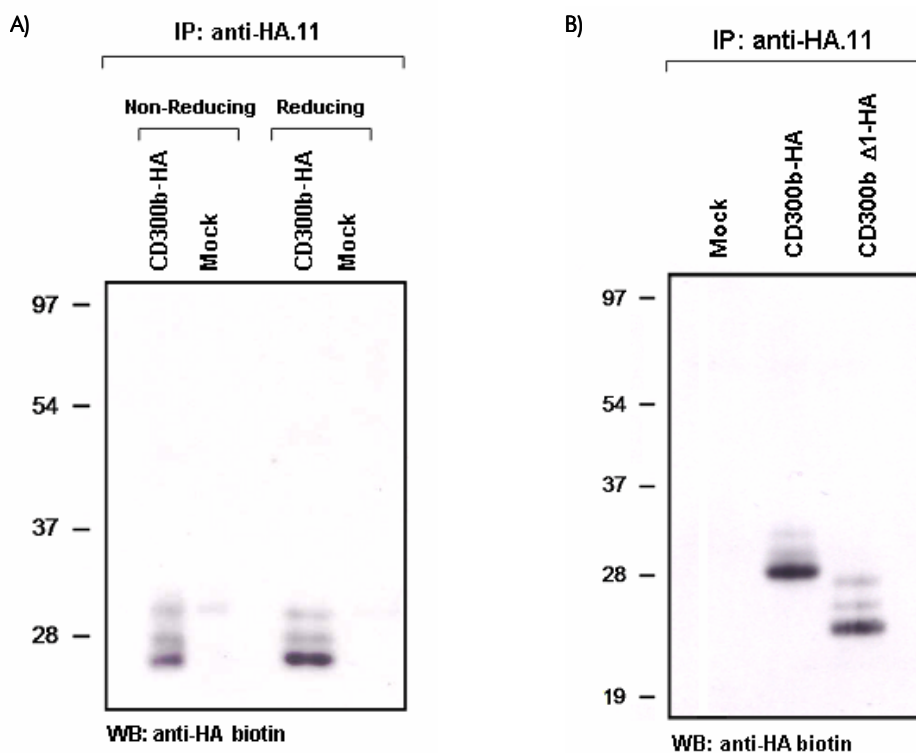 A)
IP: anti-HA.11
Non-Reducing
Reducing
CD300b-HA
Mock
CD300b-HA
Mock
97
54
37
28
WB: anti-HA biotin
B)
IP: anti-HA.11
Mock
CD300b-HA
CD300b Δ1-HA
97
54
37
28
19
WB: anti-HA biotin